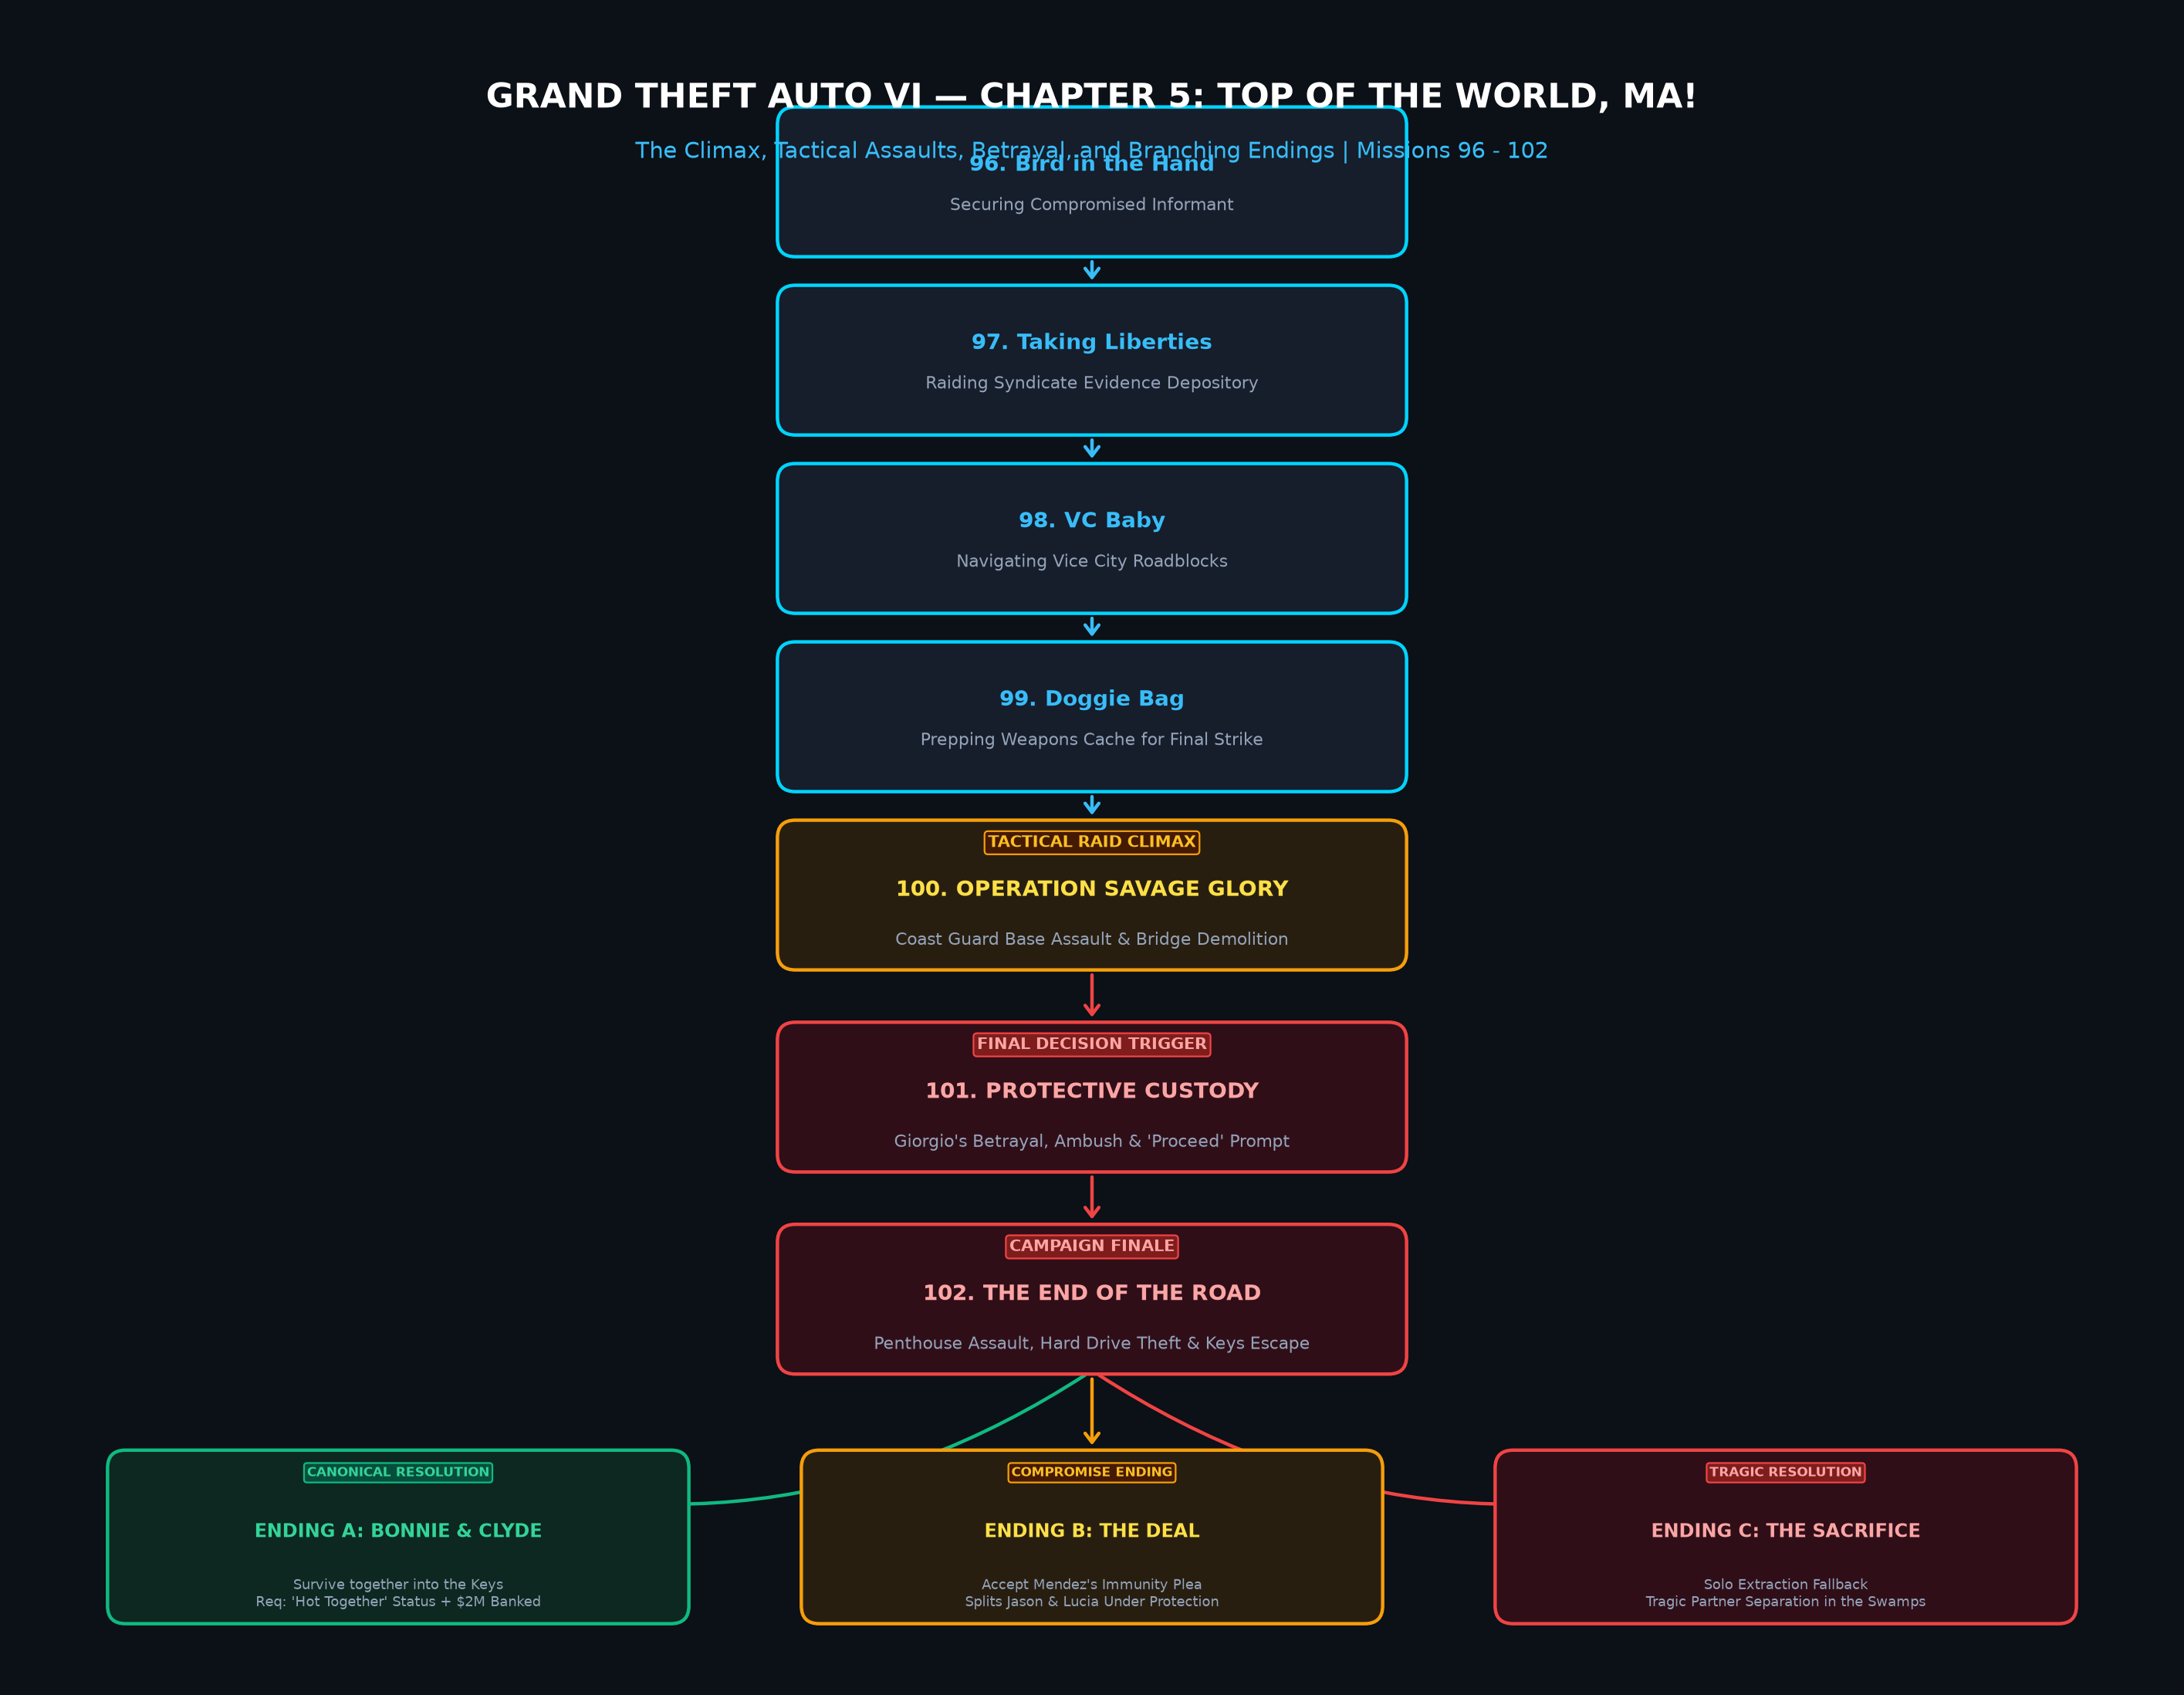 GRAND THEFT AUTO VI — CHAPTER 5: TOP OF THE WORLD, MA!
The Climax, Tactical Assaults, Betrayal, and Branching Endings | Missions 96 - 102
96. Bird in the Hand
Securing Compromised Informant
97. Taking Liberties
Raiding Syndicate Evidence Depository
98. VC Baby
Navigating Vice City Roadblocks
99. Doggie Bag
Prepping Weapons Cache for Final Strike
TACTICAL RAID CLIMAX
100. OPERATION SAVAGE GLORY
Coast Guard Base Assault & Bridge Demolition
FINAL DECISION TRIGGER
101. PROTECTIVE CUSTODY
Giorgio's Betrayal, Ambush & 'Proceed' Prompt
CAMPAIGN FINALE
102. THE END OF THE ROAD
Penthouse Assault, Hard Drive Theft & Keys Escape
CANONICAL RESOLUTION
ENDING A: BONNIE & CLYDE
Survive together into the Keys
Req: 'Hot Together' Status + $2M Banked
COMPROMISE ENDING
ENDING B: THE DEAL
Accept Mendez's Immunity Plea
Splits Jason & Lucia Under Protection
TRAGIC RESOLUTION
ENDING C: THE SACRIFICE
Solo Extraction Fallback
Tragic Partner Separation in the Swamps